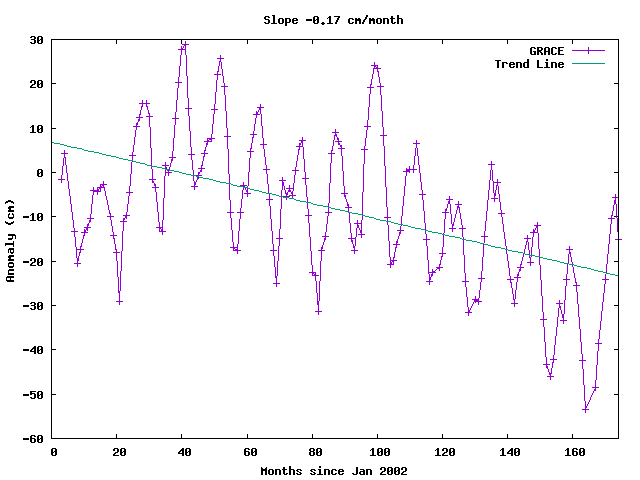 Slope -0.17 cm/month
GRACE
Trend Line
30
20
10
0
-10
-20
-30
-40
-50
-60
Anomaly (cm)
0 20 40 60 80 100 120 140 160
Months since Jan 2002